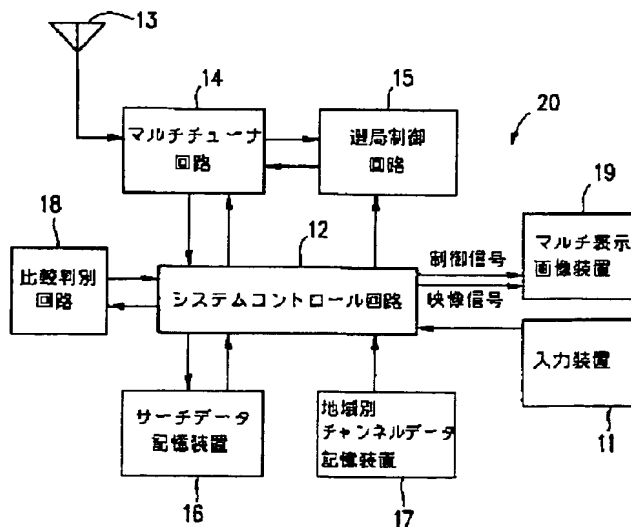 13
14
15
20
マルチチューナ
回路
選局制御
回路
19
18
12
制御信号
マルチ表示
画像装置
比較判別
回路
システムコントロール回路
映像信号
入力装置
サーチデータ
記憶装置
地域別
チャンネルデータ
記憶装置
11
16
17